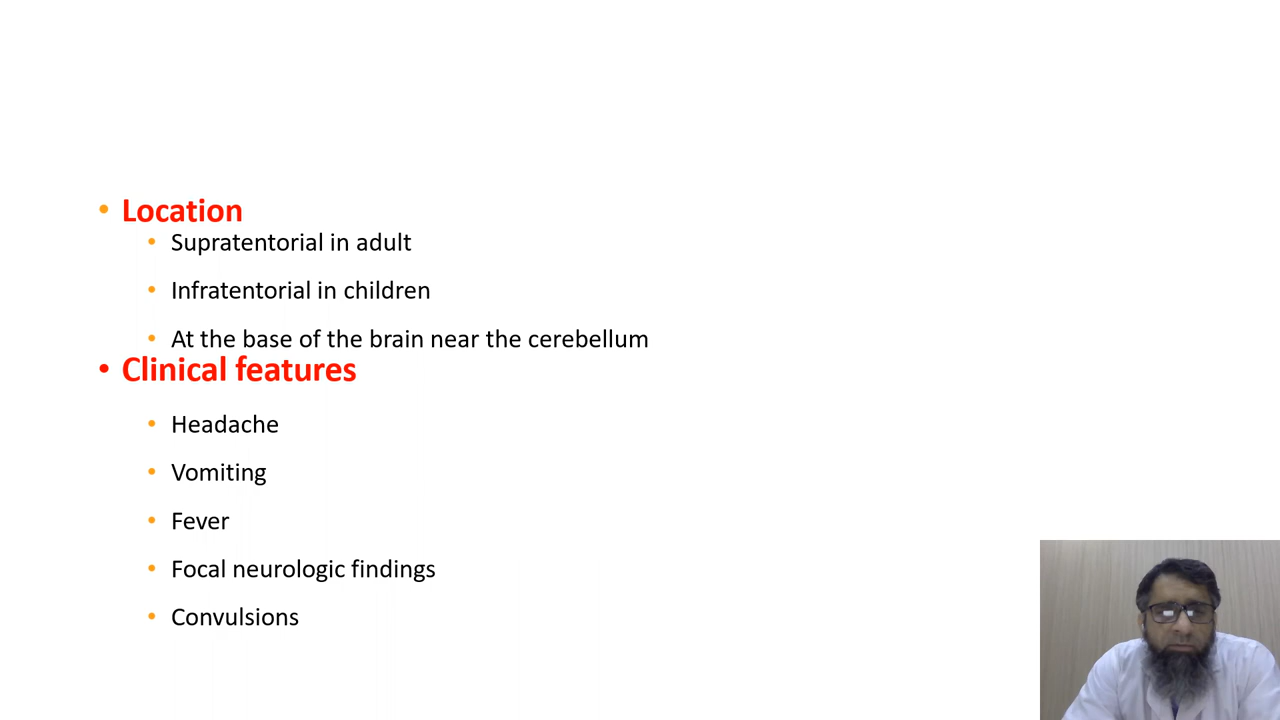 • Location
• Supratentorial in adult
• Infratentorial in children
• At the base of the brain near the cerebellum
• Clinical features
• Headache
• Vomiting
• Fever
• Focal neurologic findings
• Convulsions